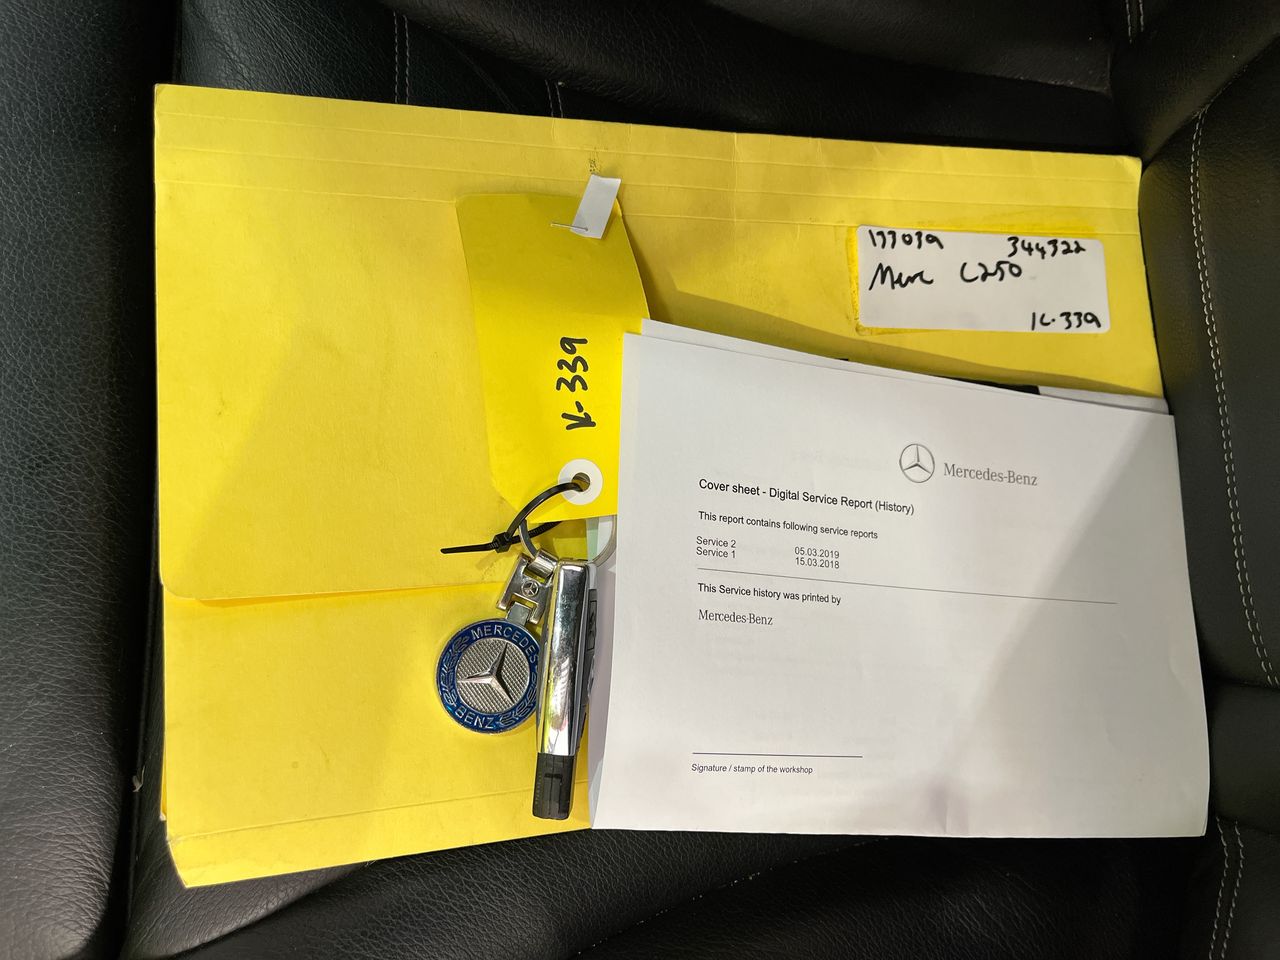 177039 344322
Merc C250
K-339
K-339
Mercedes-Benz
Cover sheet - Digital Service Report (History)
This report contains following service reports
Service 2 05.03.2019
Service 1 15.03.2018
This Service history was printed by
Mercedes-Benz
Signature / stamp of the workshop
MERCEDES
BENZ